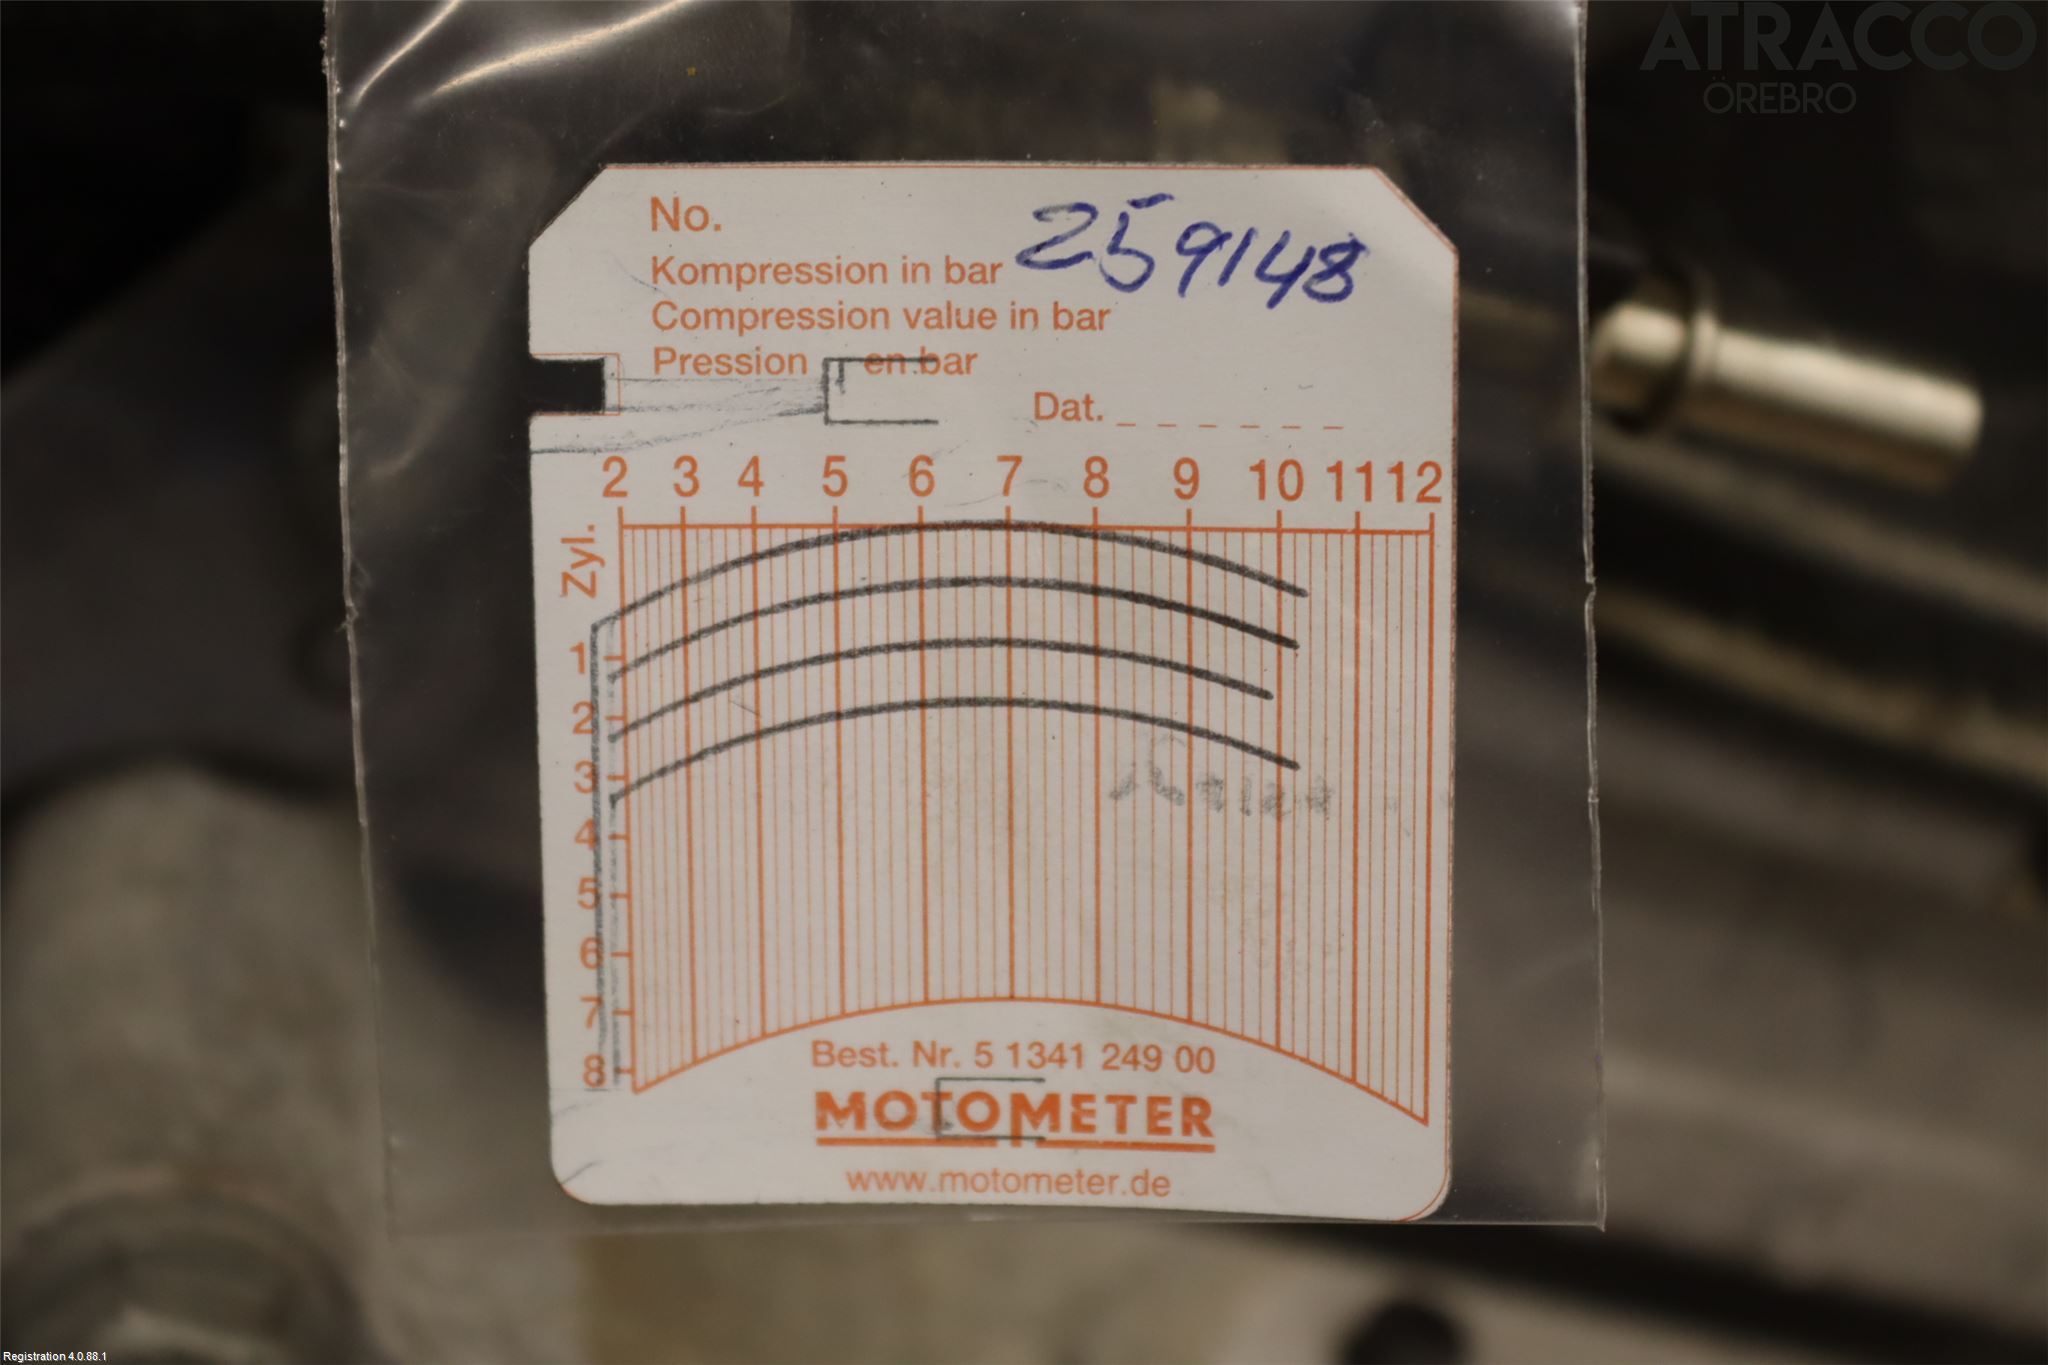 ATRACCO
ÖREBRO
No.
259148
Kompression in bar
Compression value in bar
Pression en bar
Dat. _ _ _ _ _ _
2 3 4 5 6 7 8 9 10 11 12
Zyl.
1
2
3
4
5
6
7
8
Best. Nr. 5 1341 249 00
MOTOMETER
www.motometer.de
Registration 4.0.88.1